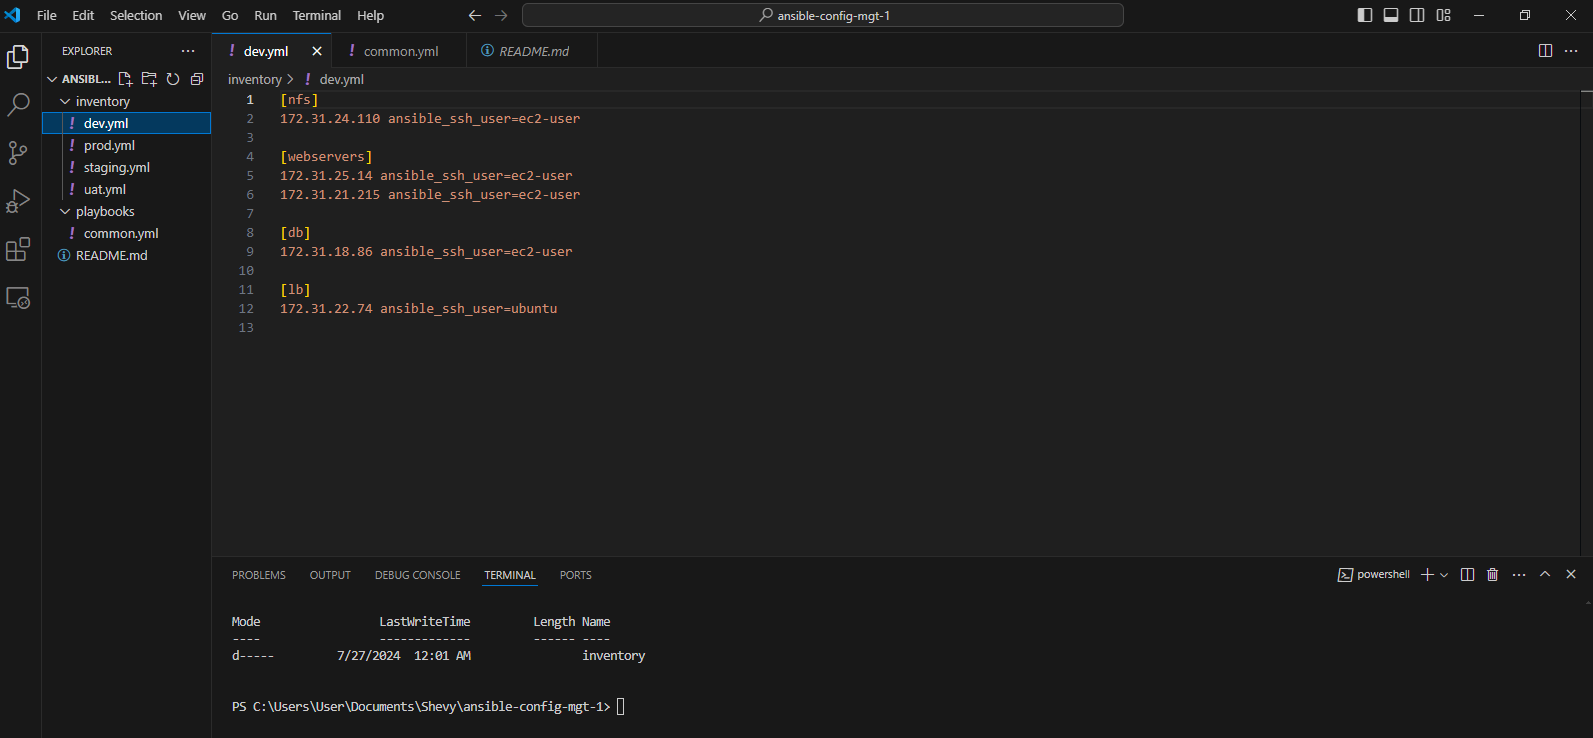 File Edit Selection View Go Run Terminal Help
ansible-config-mgt-1
EXPLORER
ANSIBL...
inventory
dev.yml
prod.yml
staging.yml
uat.yml
playbooks
common.yml
README.md
dev.yml common.yml README.md
inventory > dev.yml
1 [nfs]
2 172.31.24.110 ansible_ssh_user=ec2-user
3
4 [webservers]
5 172.31.25.14 ansible_ssh_user=ec2-user
6 172.31.21.215 ansible_ssh_user=ec2-user
7
8 [db]
9 172.31.18.86 ansible_ssh_user=ec2-user
10
11 [lb]
12 172.31.22.74 ansible_ssh_user=ubuntu
13
PROBLEMS OUTPUT DEBUG CONSOLE TERMINAL PORTS
powershell
Mode LastWriteTime Length Name
---- ------------- ------ ----
d----- 7/27/2024 12:01 AM inventory
PS C:\Users\User\Documents\Shevy\ansible-config-mgt-1>